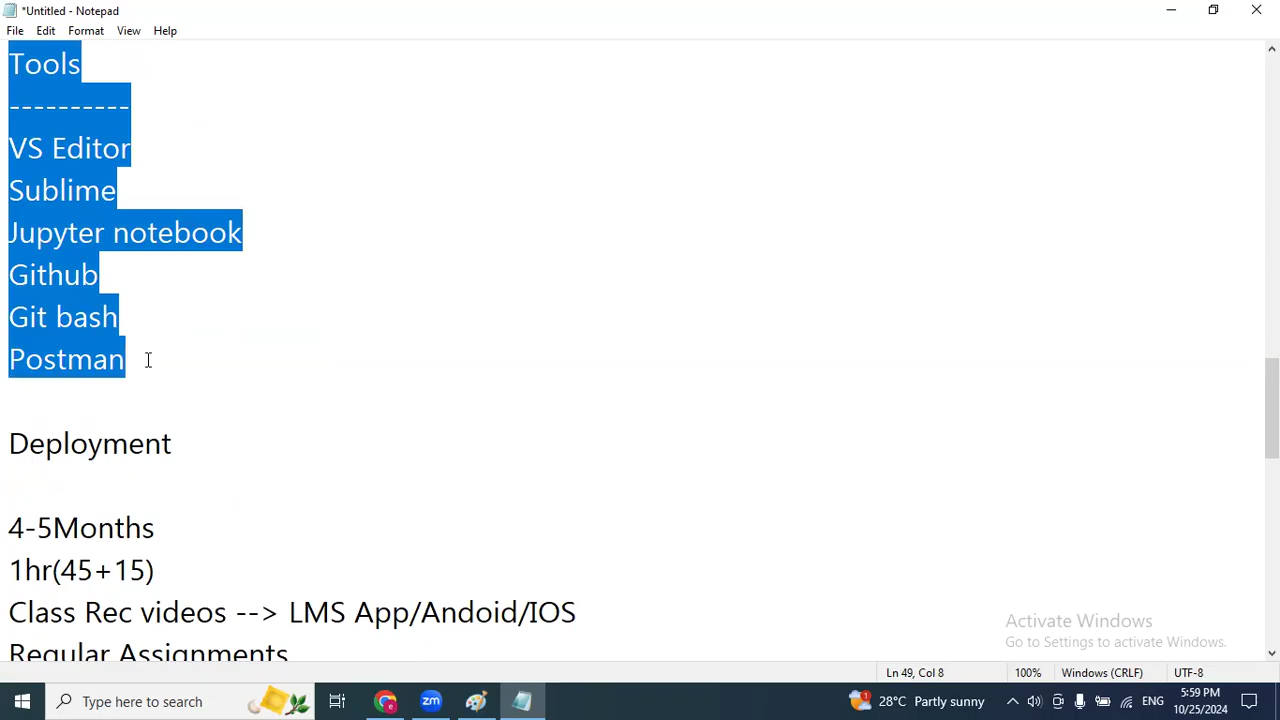 *Untitled - Notepad
File Edit Format View Help
Tools
----------
VS Editor
Sublime
Jupyter notebook
Github
Git bash
Postman
Deployment
4-5Months
1hr(45+15)
Class Rec videos --> LMS App/Andoid/IOS
Regular Assignments
Activate Windows
Go to Settings to activate Windows.
Ln 49, Col 8 100% Windows (CRLF) UTF-8
Type here to search 28°C Partly sunny ENG 5:59 PM
10/25/2024